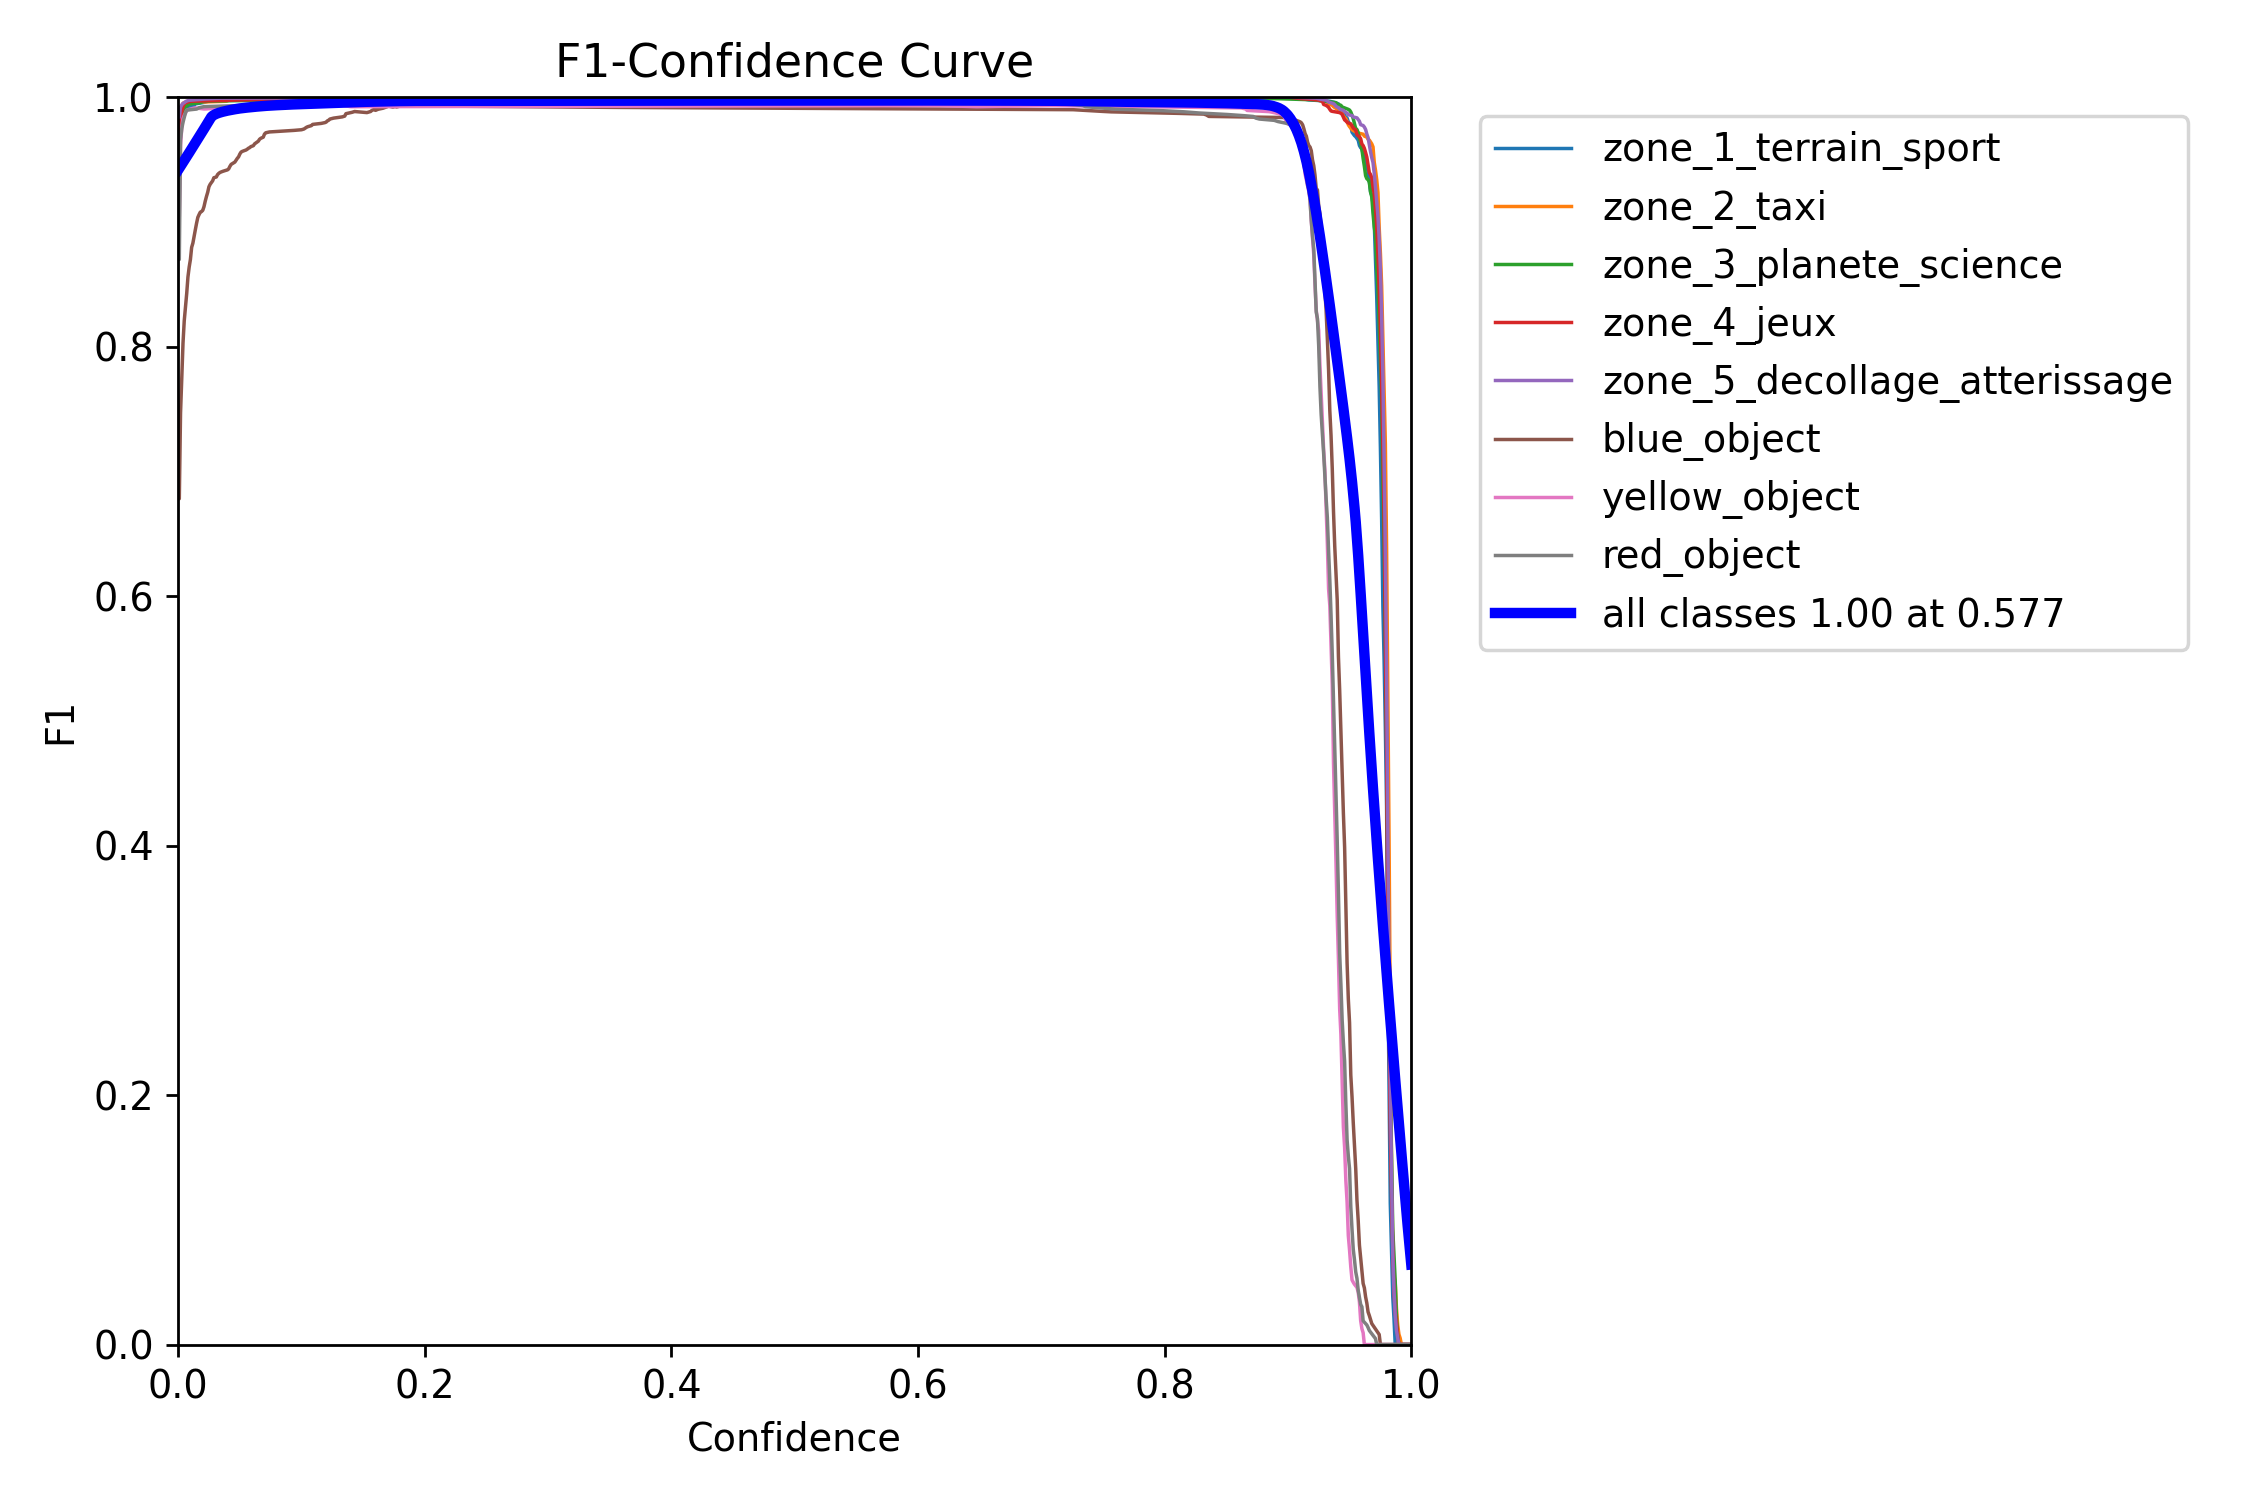 F1-Confidence Curve
1.0
0.8
0.6
0.4
0.2
0.0
F1
0.0 0.2 0.4 0.6 0.8 1.0
Confidence
zone_1_terrain_sport
zone_2_taxi
zone_3_planete_science
zone_4_jeux
zone_5_decollage_atterissage
blue_object
yellow_object
red_object
all classes 1.00 at 0.577